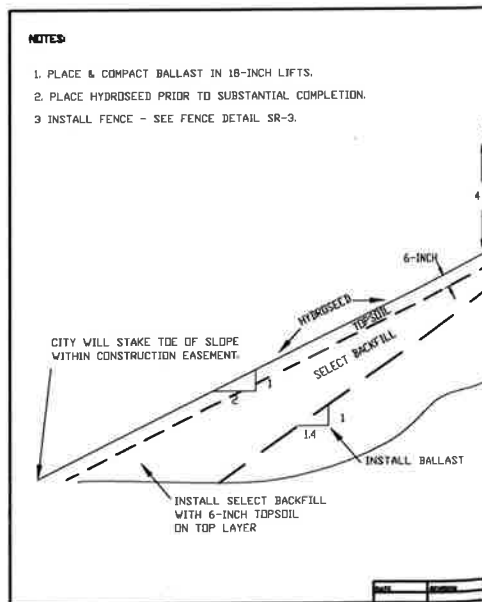 NOTES:
1. PLACE & COMPACT BALLAST IN 18-INCH LIFTS.
2. PLACE HYDROSEED PRIOR TO SUBSTANTIAL COMPLETION.
3 INSTALL FENCE - SEE FENCE DETAIL SR-3.
4
6-INCH
HYDROSEED
TOPSOIL
SELECT BACKFILL
CITY WILL STAKE TOE OF SLOPE
WITHIN CONSTRUCTION EASEMENT.
1
2
1
1.4
INSTALL BALLAST
INSTALL SELECT BACKFILL
WITH 6-INCH TOPSOIL
ON TOP LAYER
DATE REVISION